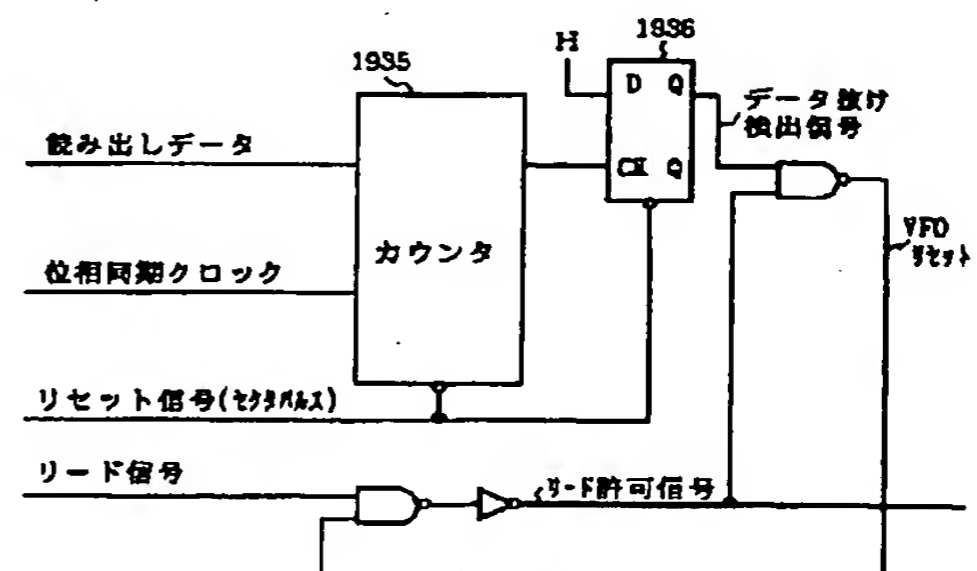 1935
H
1936
D Q
CK Q
データ抜け
検出信号
読み出しデータ
カウンタ
位相同期クロック
VFO
リセット
リセット信号(セクタパルス)
リード信号
リード許可信号